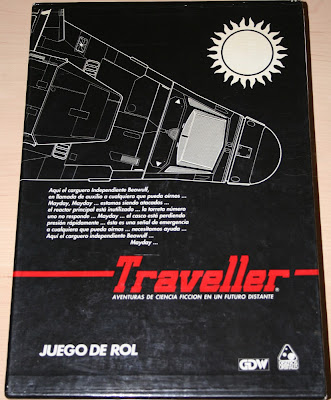 Aquí el carguero Independiente Beowulf,
en llamada de auxilio a cualquiera que pueda oirnos ...
Mayday, Mayday ... estamos siendo atacados ...
el reactor principal está inutilizado ... la torreta número
uno no responde ... Mayday ... el casco está perdiendo
presión rápidamente ... ésta es una señal de emergencia
a cualquiera que pueda oirnos ... necesitamos ayuda ...
Aquí el carguero independiente Beowulf ...
Mayday ...
Traveller
AVENTURAS DE CIENCIA FICCION EN UN FUTURO DISTANTE
JUEGO DE ROL
GDW